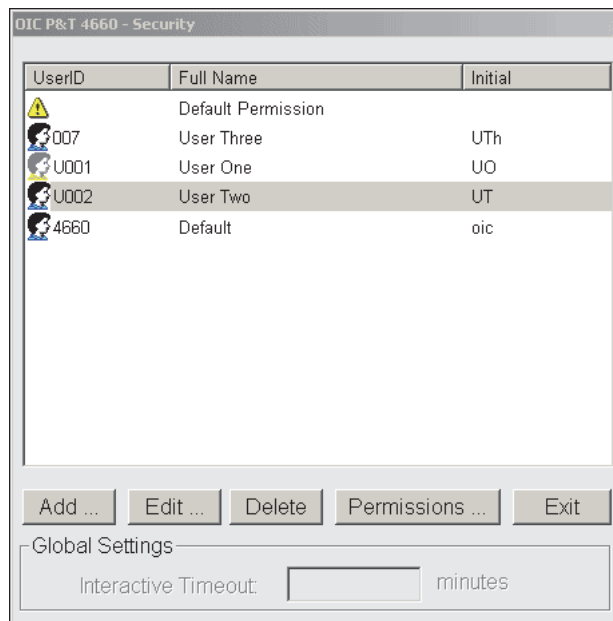 OIC P&T 4660 - Security
UserID Full Name Initial
Default Permission
007 User Three UTh
U001 User One UO
U002 User Two UT
4660 Default oic
Add ... Edit ... Delete Permissions ... Exit
Global Settings
Interactive Timeout: minutes